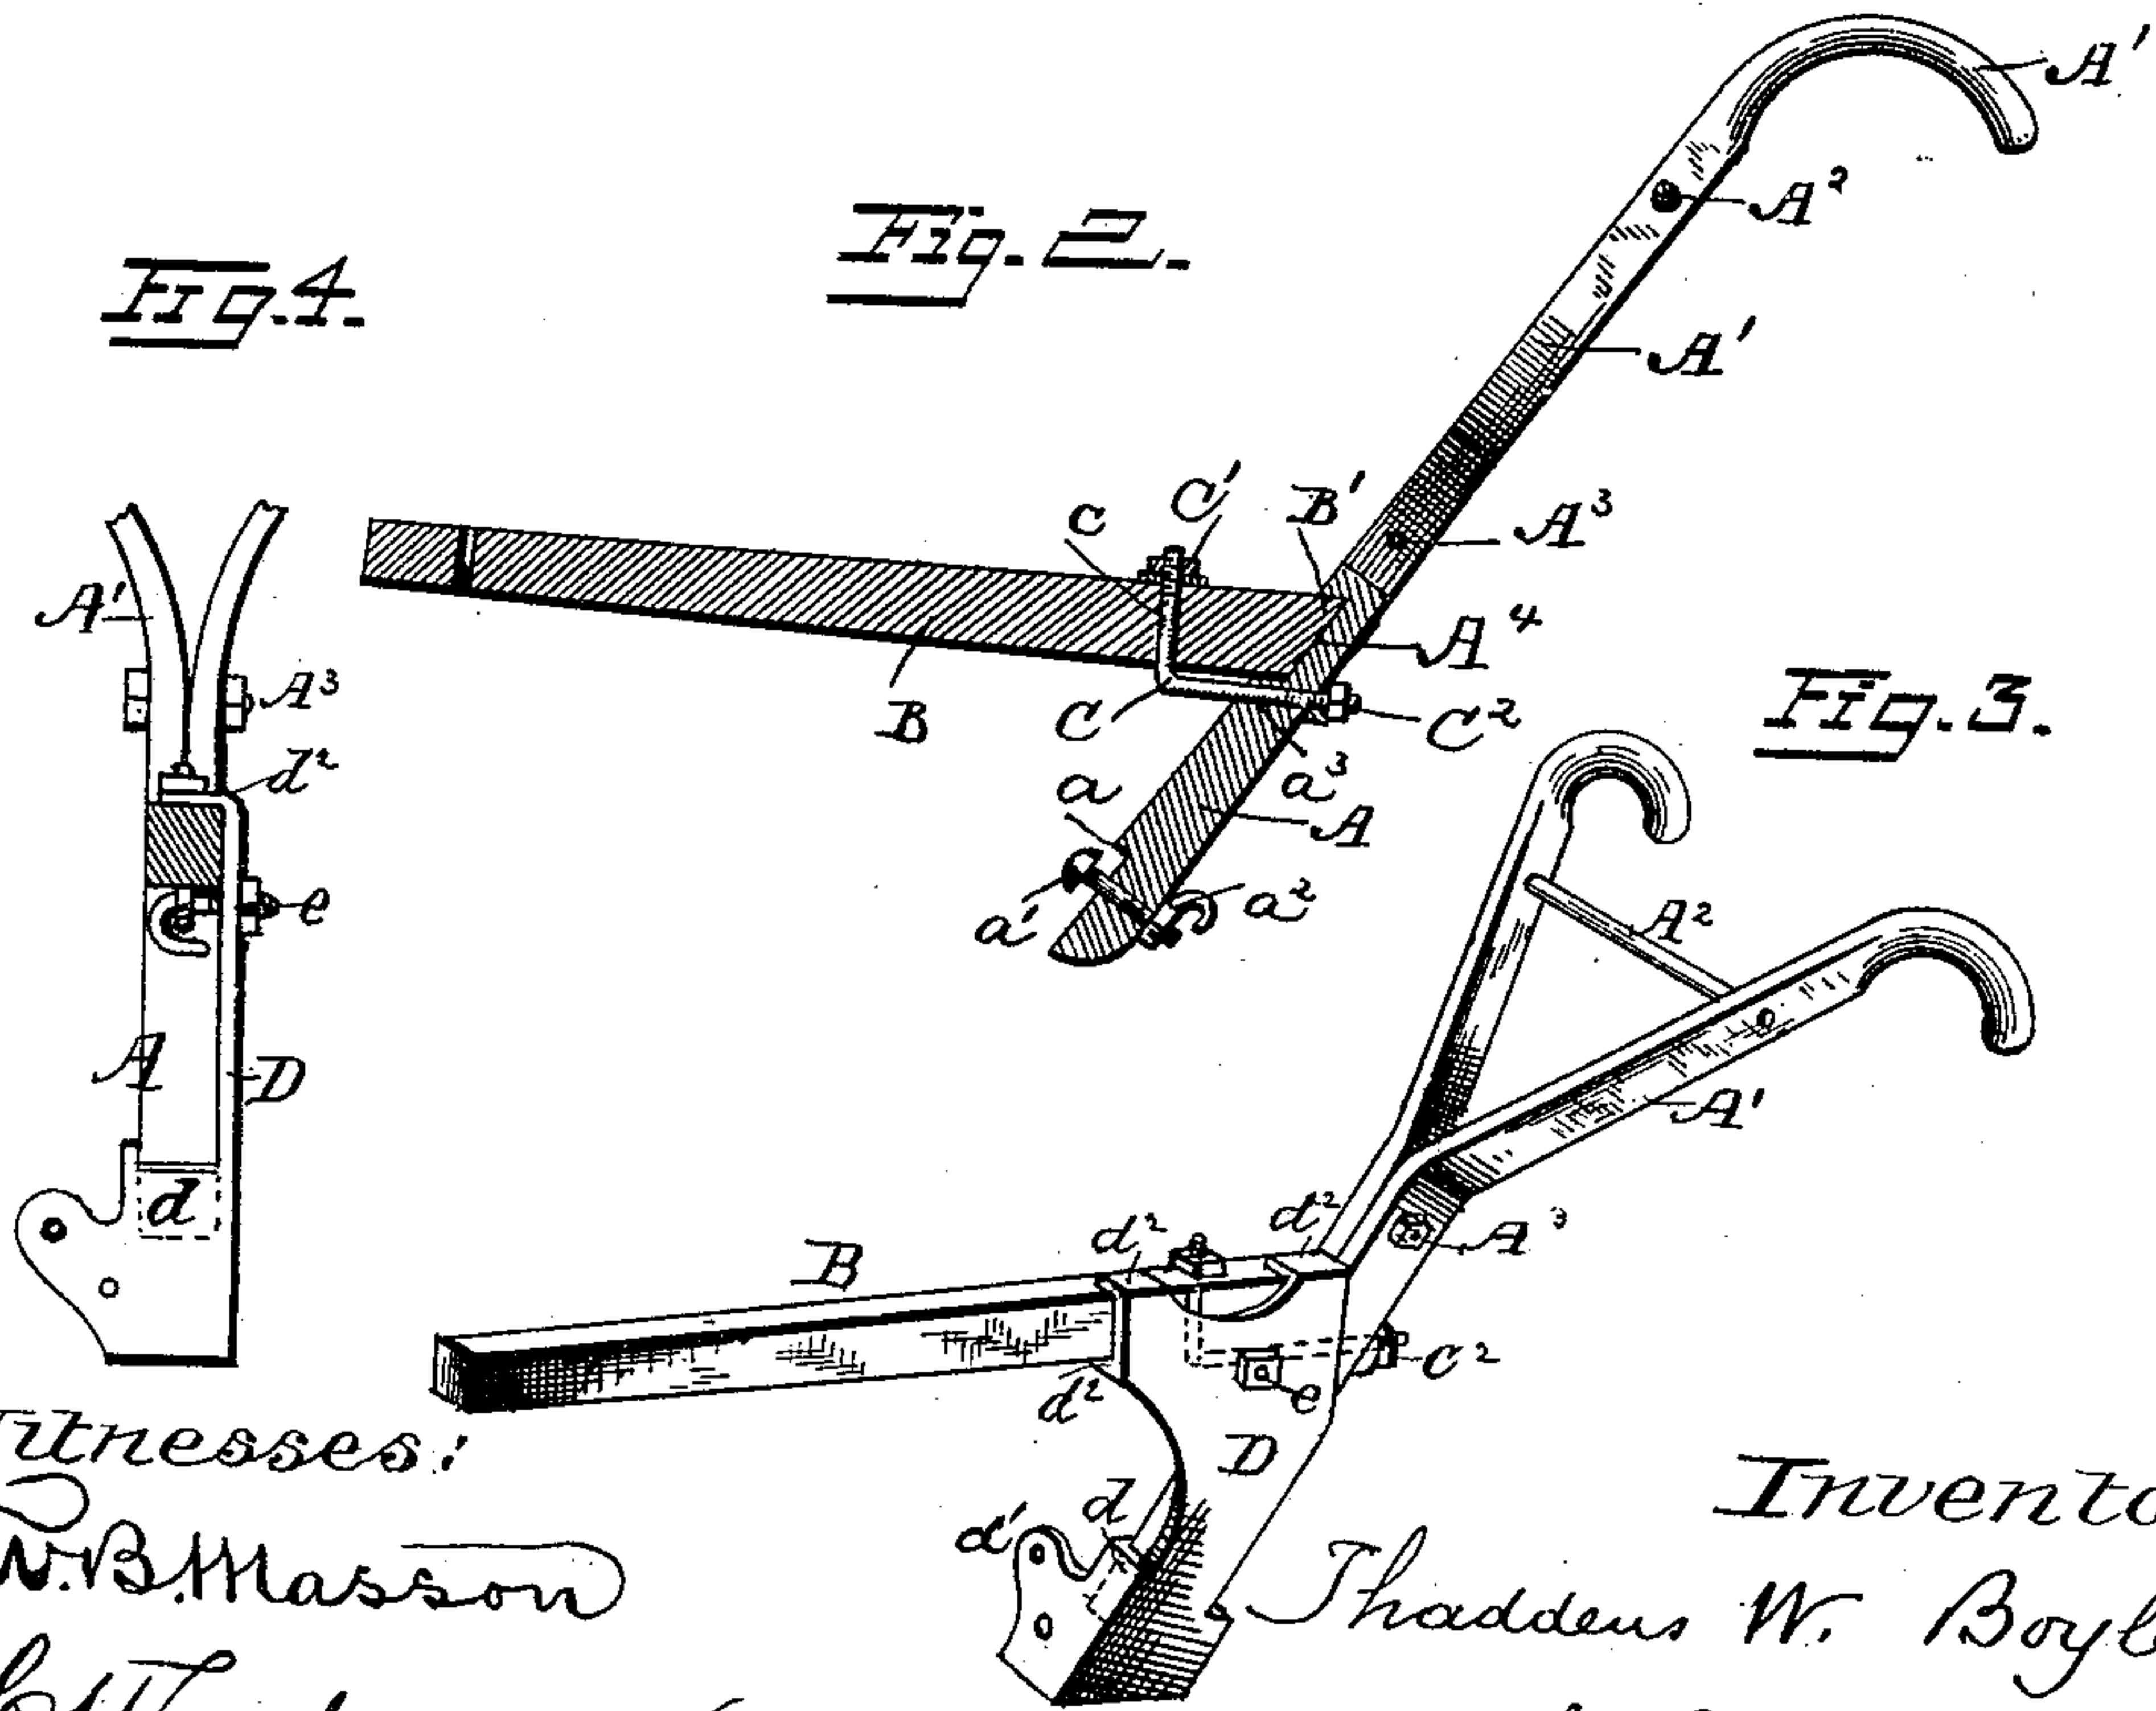 Fig. 4.
Fig. 2.
A'
A²
A'
C'
c
B'
A³
A⁴
B
C
C²
a³
a
A
a'
a²
A'
A³
d²
e
A
D
d
Fig. 3.
A²
A'
A³
d²
d²
B
C²
e
d²
D
d
d'
itnesses:
W.B. Masson
Invento
Thaddeus W. Boyl